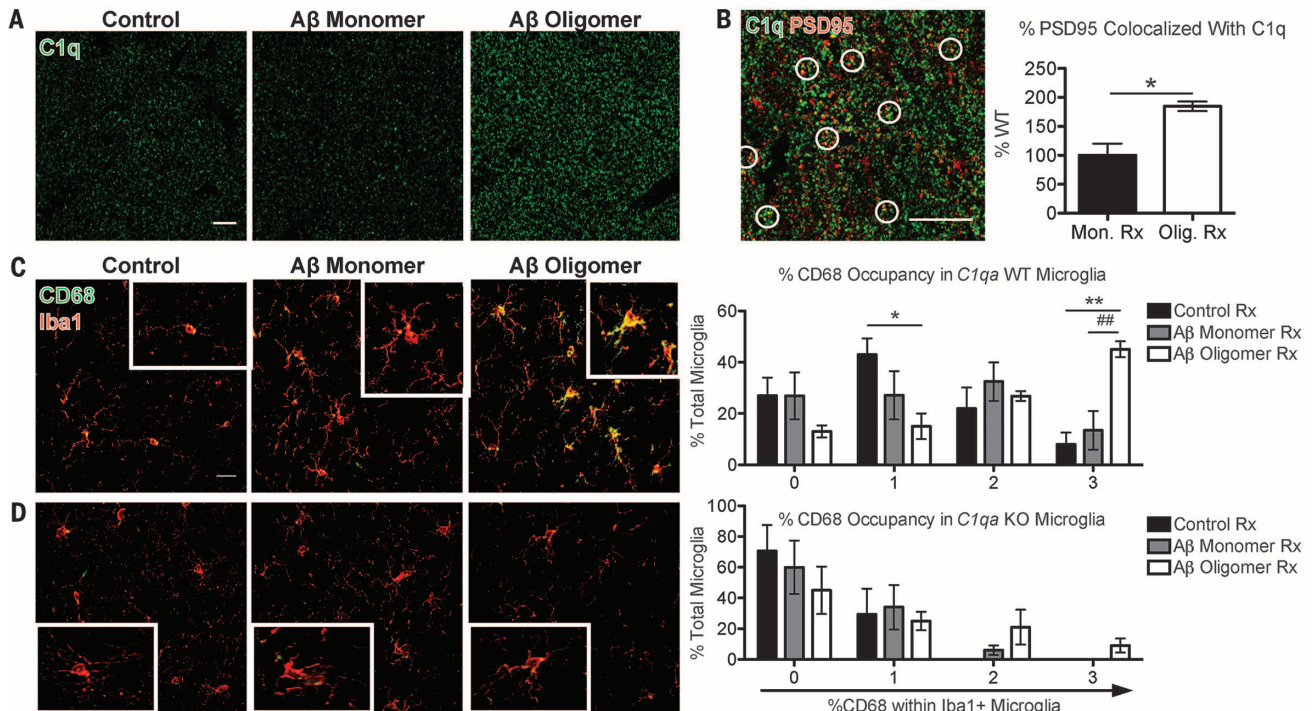 A
Control
Aβ Monomer
Aβ Oligomer
C1q
B
C1q PSD95
% PSD95 Colocalized With C1q
% WT
250
200
150
100
50
0
*
Mon. Rx
Olig. Rx
C
Control
Aβ Monomer
Aβ Oligomer
CD68
Iba1
% CD68 Occupancy in C1qa WT Microglia
% Total Microglia
60
40
20
0
*
**
##
Control Rx
Aβ Monomer Rx
Aβ Oligomer Rx
0 1 2 3
D
% CD68 Occupancy in C1qa KO Microglia
% Total Microglia
100
80
60
40
20
0
Control Rx
Aβ Monomer Rx
Aβ Oligomer Rx
0 1 2 3
%CD68 within Iba1+ Microglia